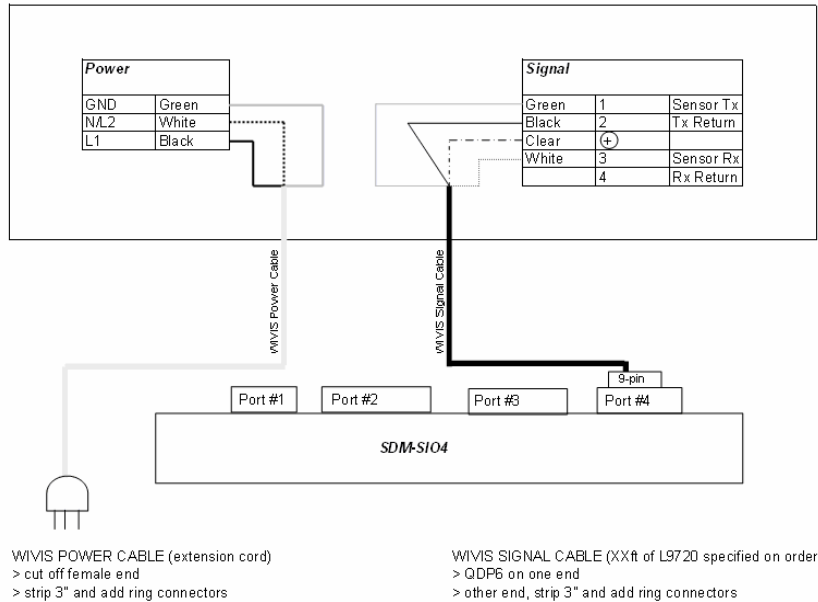 Power
GND Green
N/L2 White
L1 Black
Signal
Green 1 Sensor Tx
Black 2 Tx Return
Clear +
White 3 Sensor Rx
4 Rx Return
WIVIS Power Cable
WIVIS Signal Cable
9-pin
Port #1 Port #2 Port #3 Port #4
SDM-SIO4
WIVIS POWER CABLE (extension cord)
> cut off female end
> strip 3" and add ring connectors
WIVIS SIGNAL CABLE (XXft of L9720 specified on order
> QDP6 on one end
> other end, strip 3" and add ring connectors